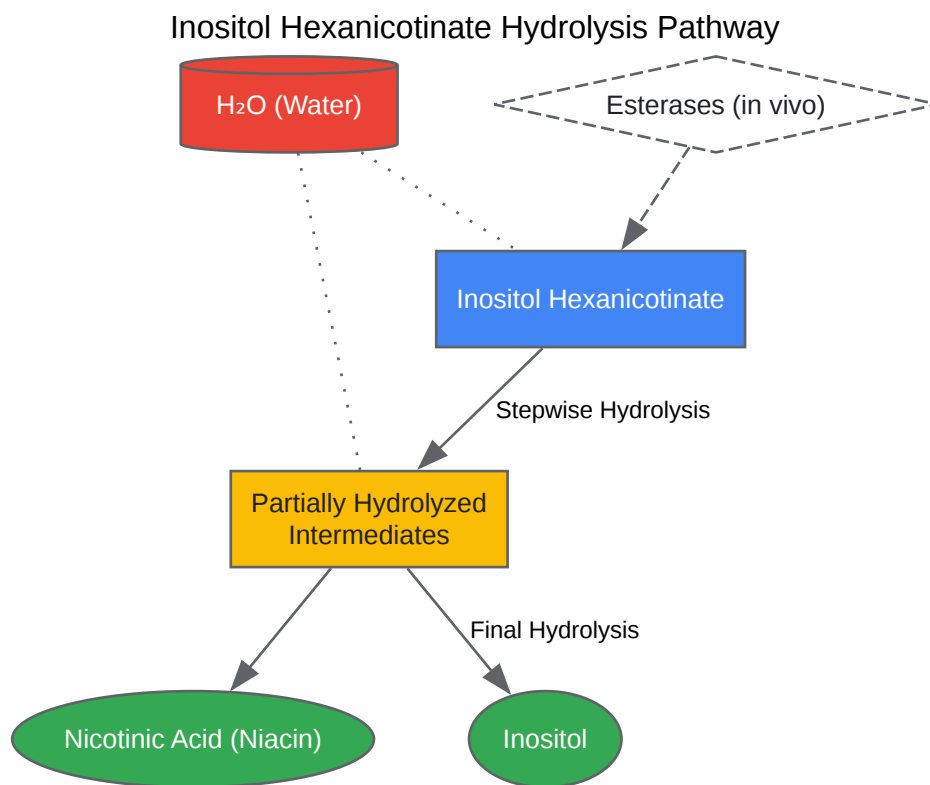 Inositol Hexanicotinate Hydrolysis Pathway
H₂O (Water)
Esterases (in vivo)
Inositol Hexanicotinate
Stepwise Hydrolysis
Partially Hydrolyzed
Intermediates
Final Hydrolysis
Nicotinic Acid (Niacin)
Inositol